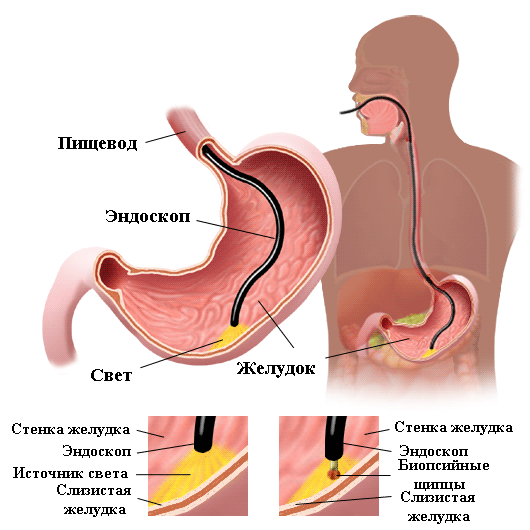 Пищевод
Эндоскоп
Свет
Желудок
Стенка желудка
Эндоскоп
Источник света
Слизистая
желудка
Стенка желудка
Эндоскоп
Биопсийные
щипцы
Слизистая
желудка